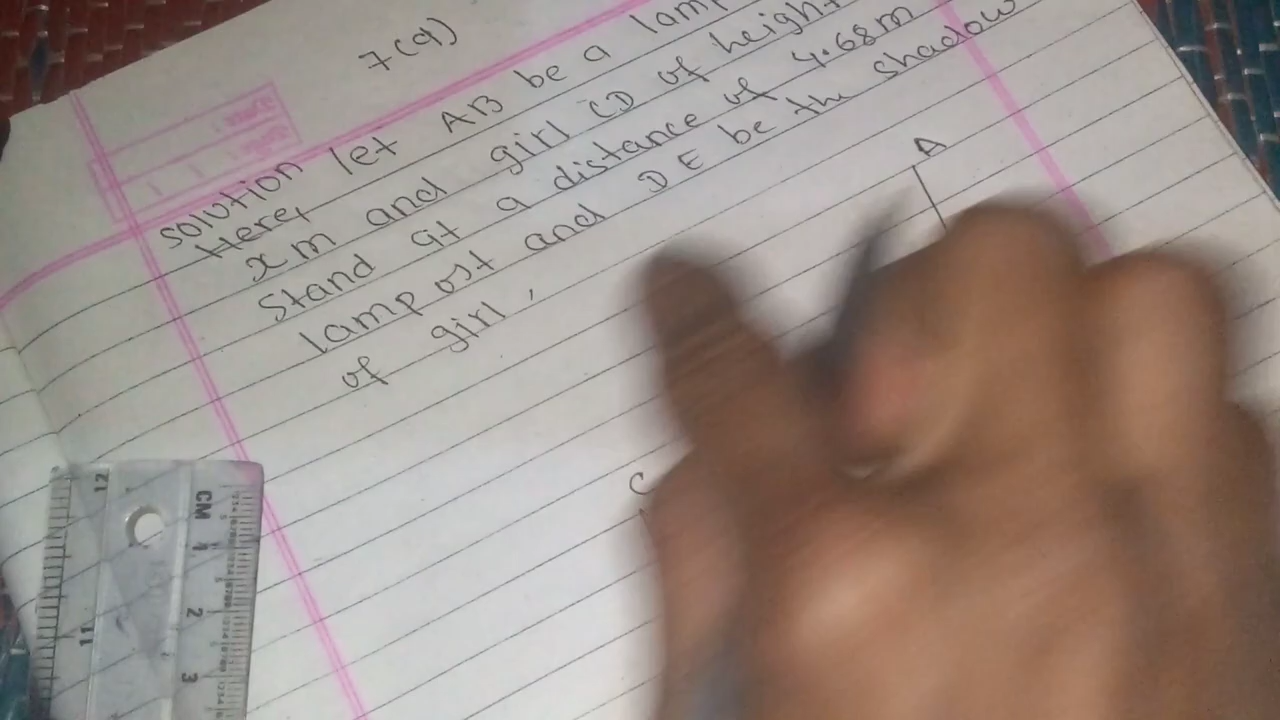 7(a)
solution let AB be a lamp
Here,
x m and girl CD of height
Stand at a distance of 4.68m
lamp ost and DE be the shadow
of girl,
A
C
12
11
CM
1
2
3